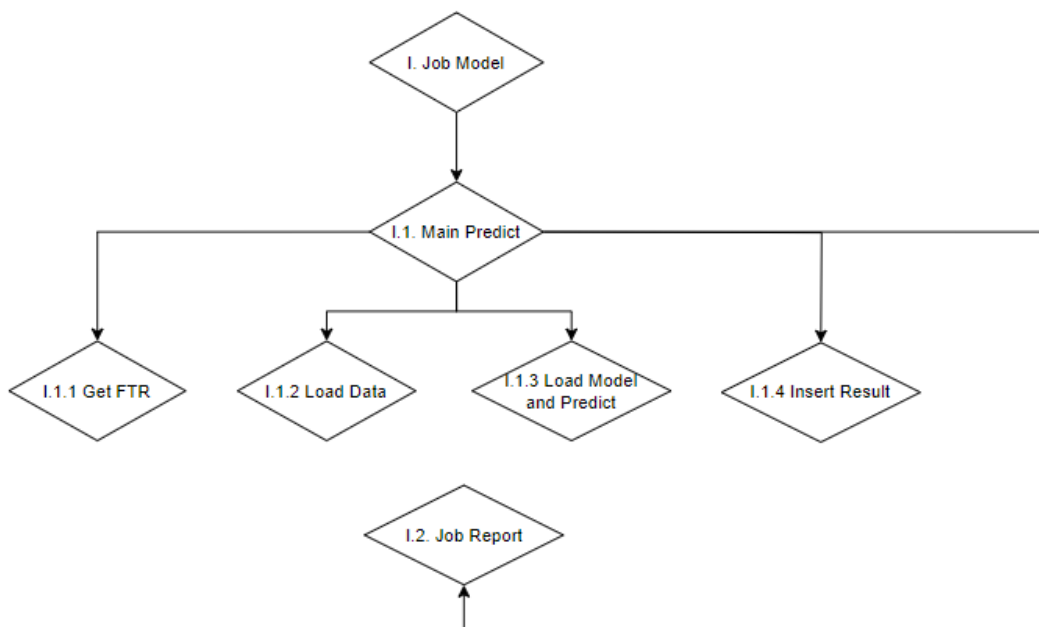 I. Job Model
I.1. Main Predict
I.1.1 Get FTR
I.1.2 Load Data
I.1.3 Load Model
and Predict
I.1.4 Insert Result
I.2. Job Report